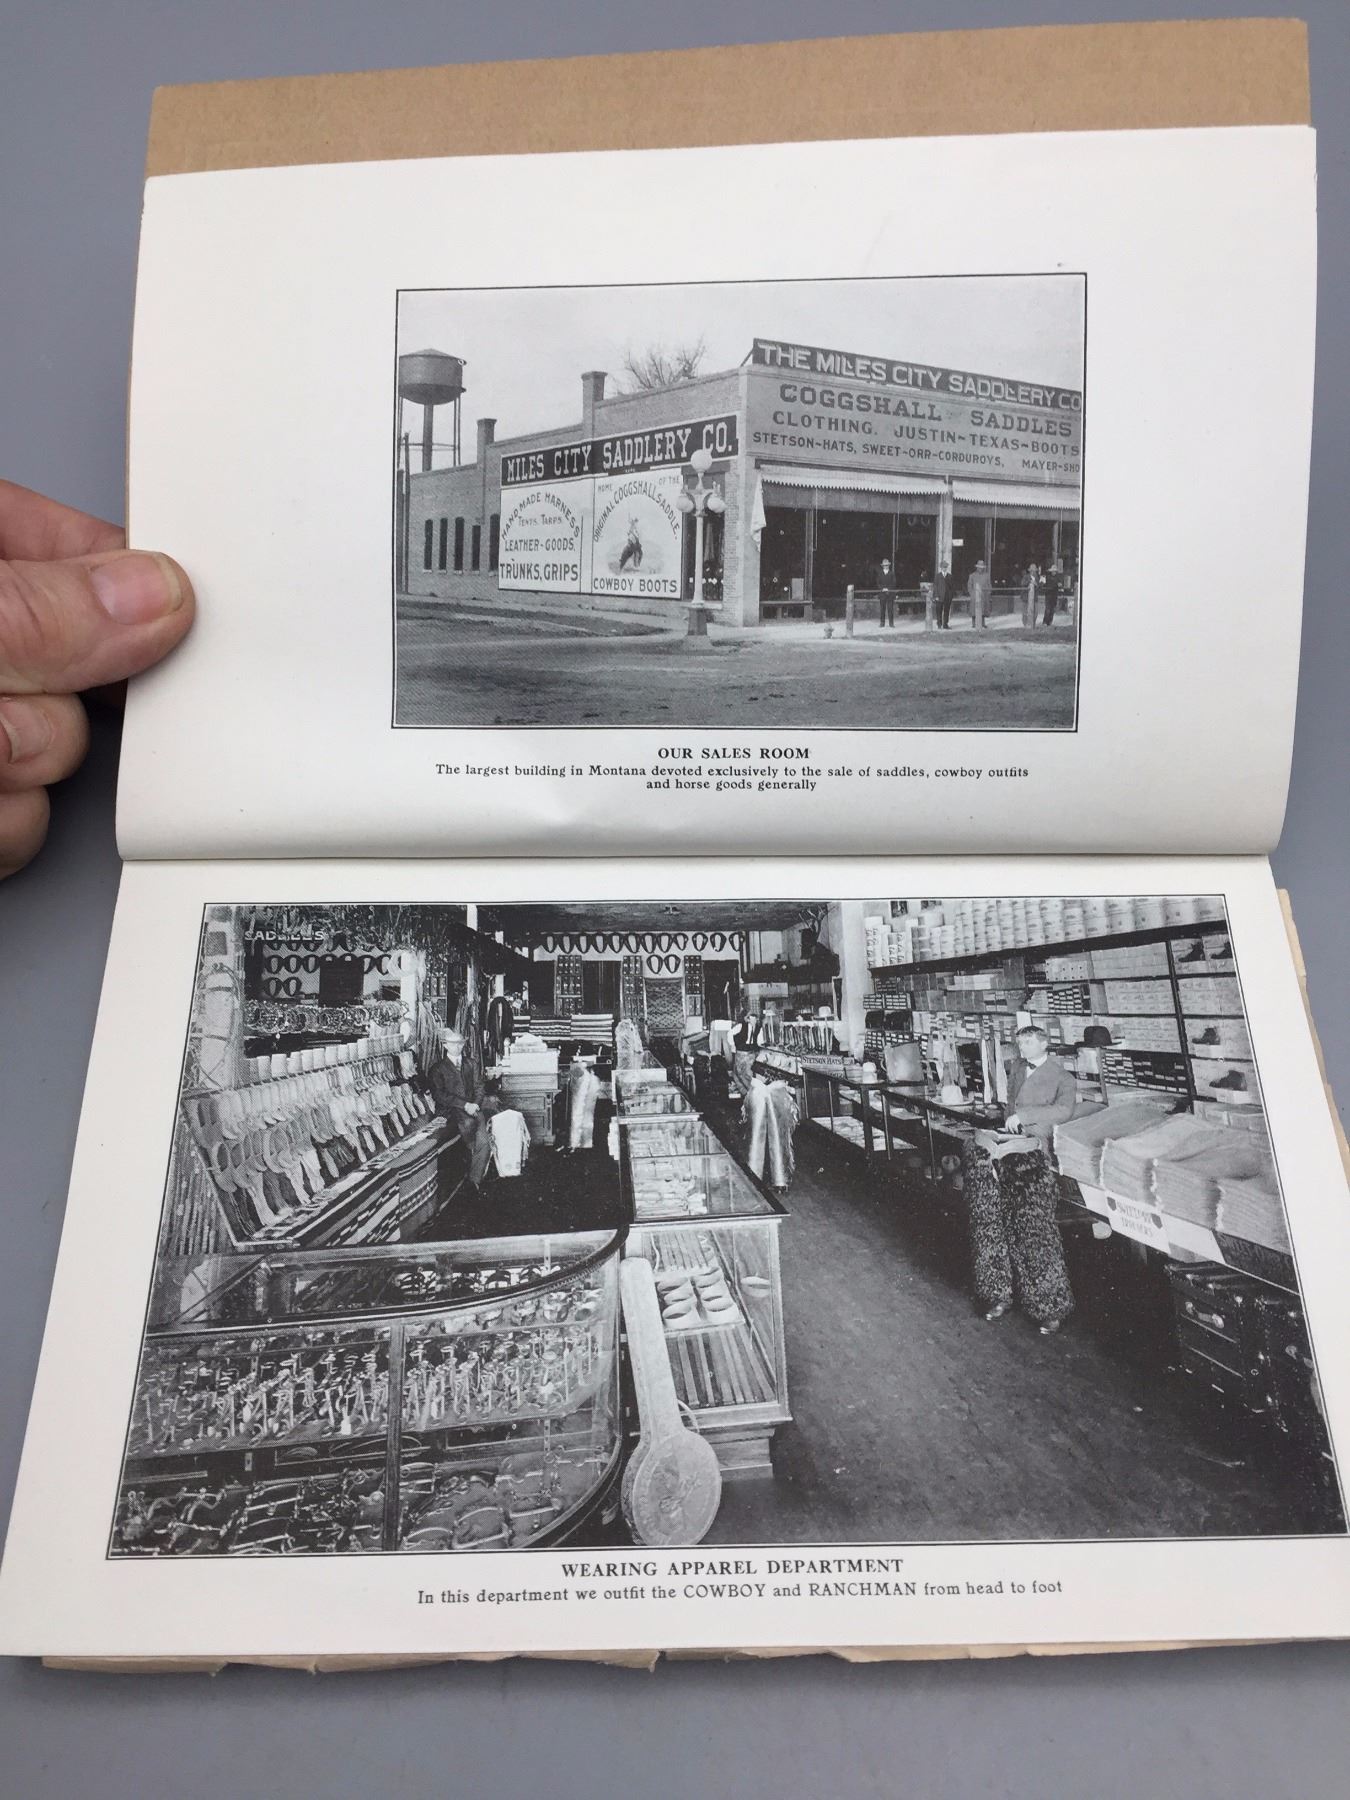 THE MILES CITY SADDLERY CO
COGGSHALL SADDLES
CLOTHING. JUSTIN-TEXAS-BOOTS
STETSON-HATS, SWEET-ORR-CORDUROYS, MAYER-SHO
MILES CITY SADDLERY CO.
HAND MADE HARNESS
TENTS. TARPS.
LEATHER-GOODS.
TRUNKS, GRIPS
HOME OF THE
ORIGINAL COGGSHALL SADDLE.
COWBOY BOOTS
OUR SALES ROOM
The largest building in Montana devoted exclusively to the sale of saddles, cowboy outfits
and horse goods generally
SADDLES
STETSON HATS
SWEET-ORR
TROUSERS
WEARING APPAREL DEPARTMENT
In this department we outfit the COWBOY and RANCHMAN from head to foot